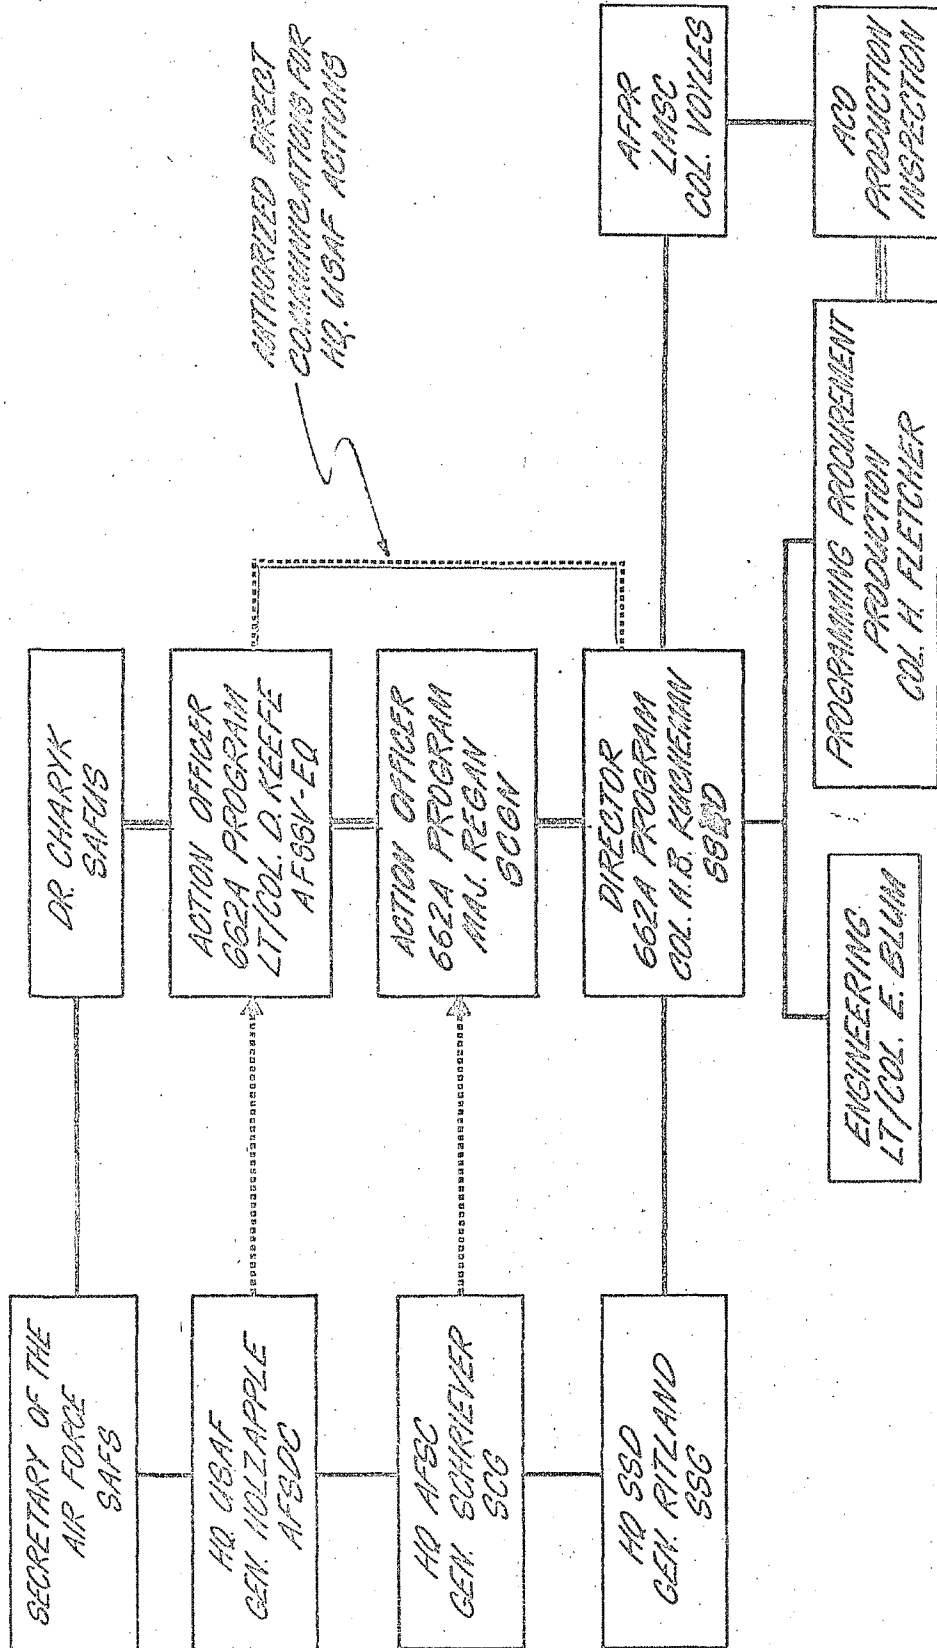 SECRETARY OF THE
AIR FORCE
SAFS
DR. CHARYK
SAFUS
HQ USAF
GEN. HOLZAPPLE
AFSDC
ACTION OFFICER
662A PROGRAM
LT/COL. D. KEEFE
AFSSV-EQ
AUTHORIZED DIRECT
COMMUNICATIONS FOR
HQ. USAF ACTIONS
HQ AFSC
GEN. SCHRIEVER
SCG
ACTION OFFICER
662A PROGRAM
MAJ. REGAN
SCGN
HQ SSD
GEN. RITLAND
SSG
DIRECTOR
662A PROGRAM
COL. H.B. KUCHEMAN
AFPR
LMSC
COL. VOYLES
ENGINEERING
LT/COL. E. BLUM
PROGRAMMING PROCUREMENT
PRODUCTION
COL. H. FLETCHER
ACO
PRODUCTION
INSPECTION